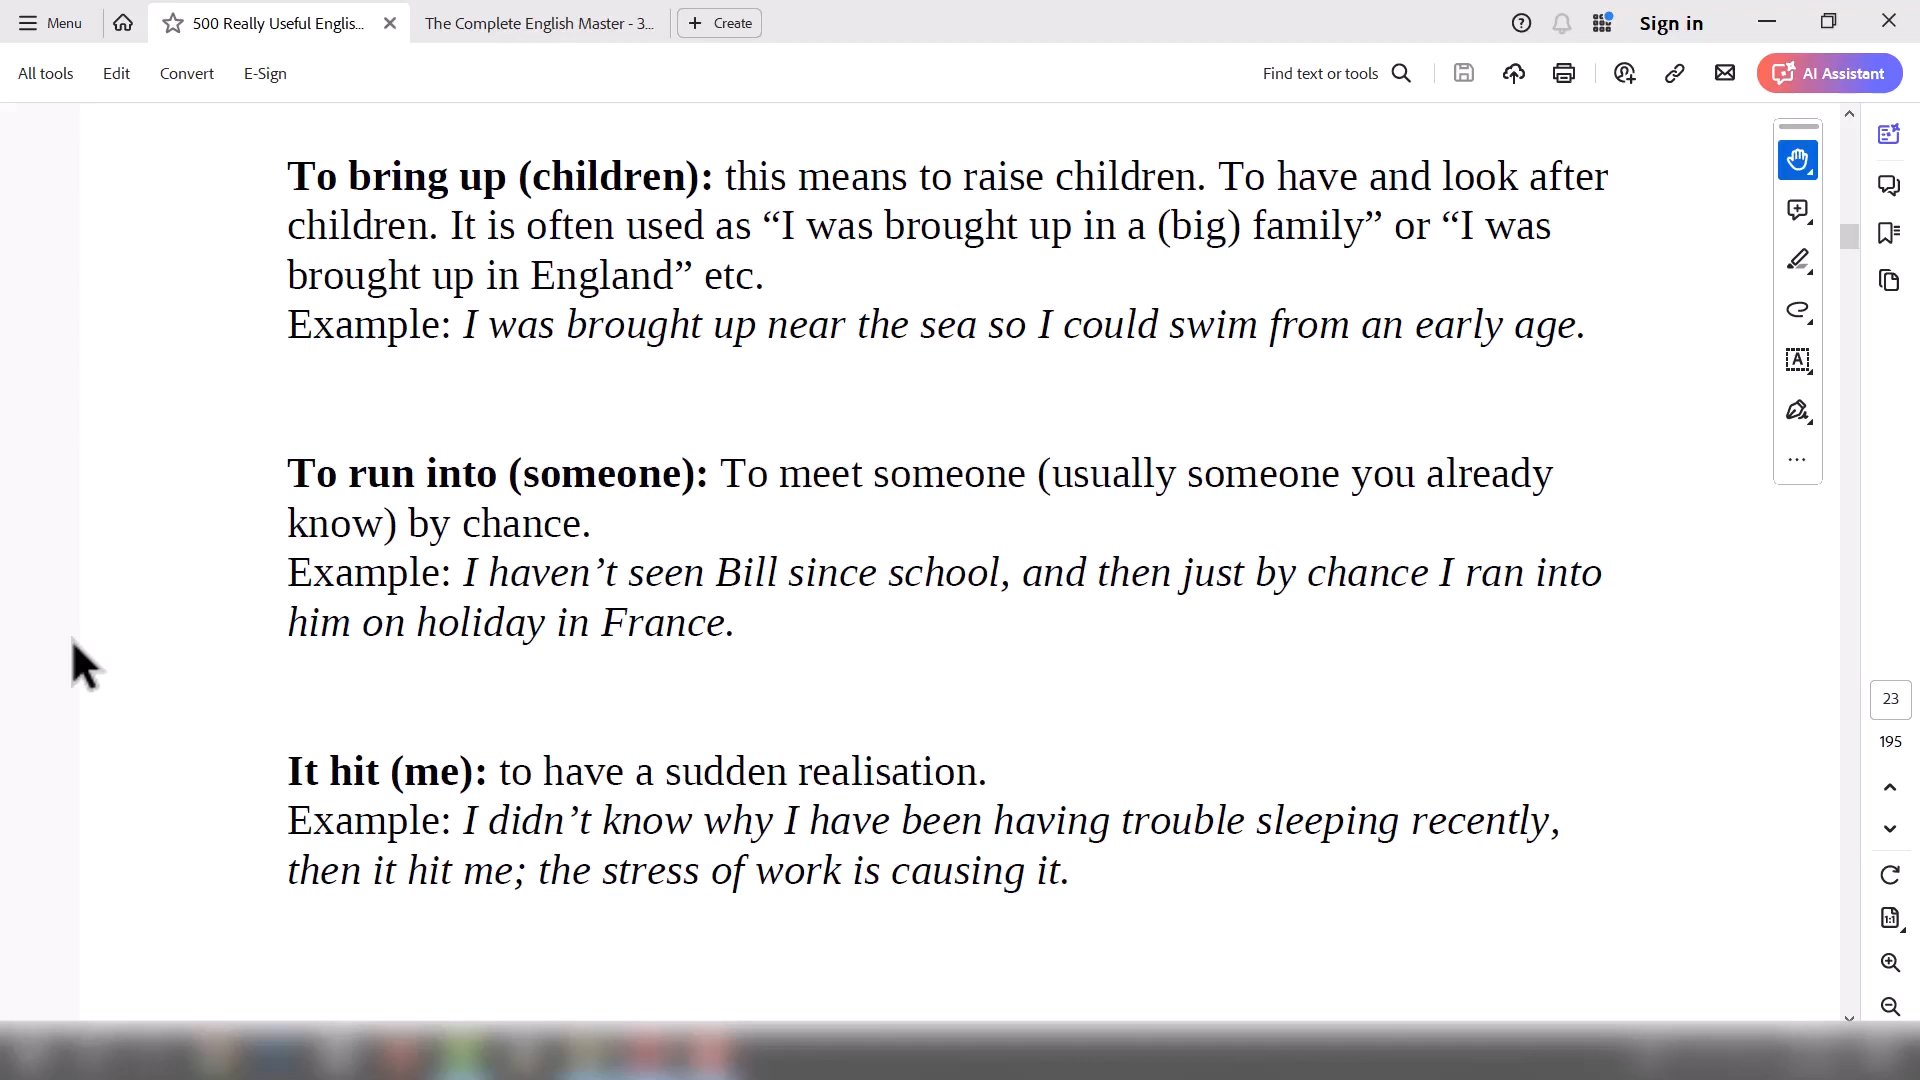 Menu
500 Really Useful Englis...
The Complete English Master - 3...
Create
Sign in
All tools
Edit
Convert
E-Sign
Find text or tools
AI Assistant
To bring up (children): this means to raise children. To have and look after
children. It is often used as “I was brought up in a (big) family” or “I was
brought up in England” etc.
Example: I was brought up near the sea so I could swim from an early age.
To run into (someone): To meet someone (usually someone you already
know) by chance.
Example: I haven’t seen Bill since school, and then just by chance I ran into
him on holiday in France.
It hit (me): to have a sudden realisation.
Example: I didn’t know why I have been having trouble sleeping recently,
then it hit me; the stress of work is causing it.
23
195